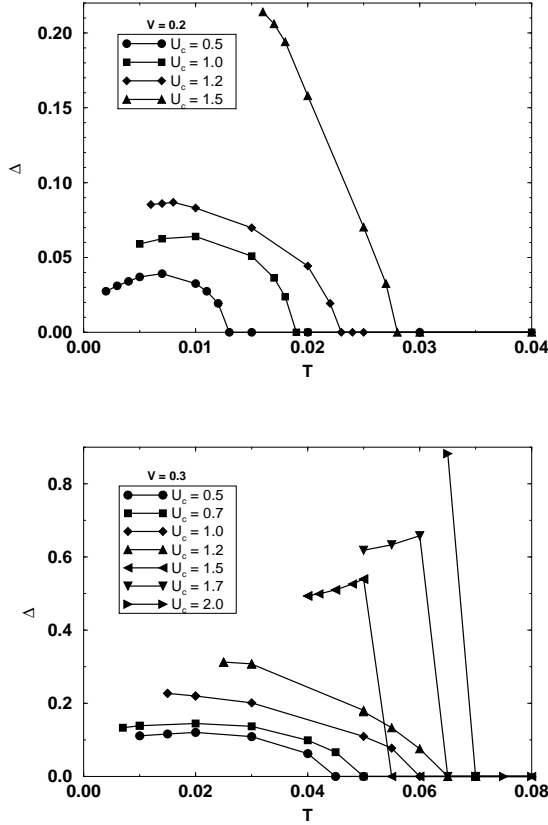 V = 0.2
U_c = 0.5
U_c = 1.0
U_c = 1.2
U_c = 1.5
0.20
0.15
0.10
0.05
0.00
Δ
0.00 0.01 0.02 0.03 0.04
T
V = 0.3
U_c = 0.5
U_c = 0.7
U_c = 1.0
U_c = 1.2
U_c = 1.5
U_c = 1.7
U_c = 2.0
0.8
0.6
0.4
0.2
0.0
Δ
0.00 0.02 0.04 0.06 0.08
T